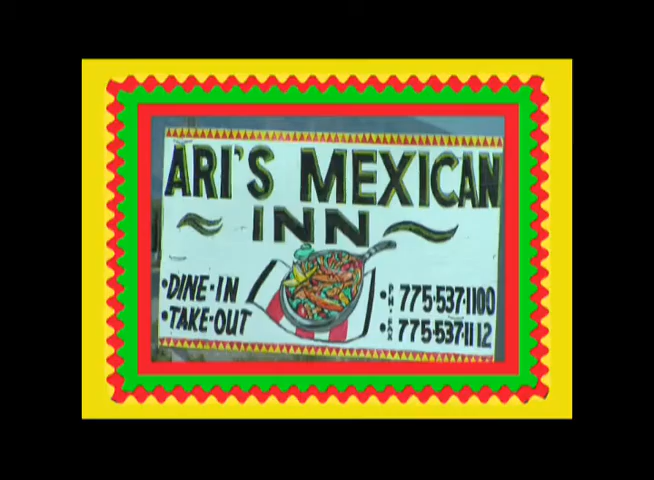 ARI'S MEXICAN
INN
•DINE•IN
•TAKE•OUT
• 775•537•1100
• 775•537•1112